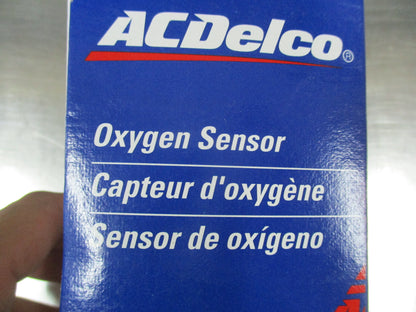 ACDelco®
Oxygen Sensor
Capteur d'oxygène
Sensor de oxígeno